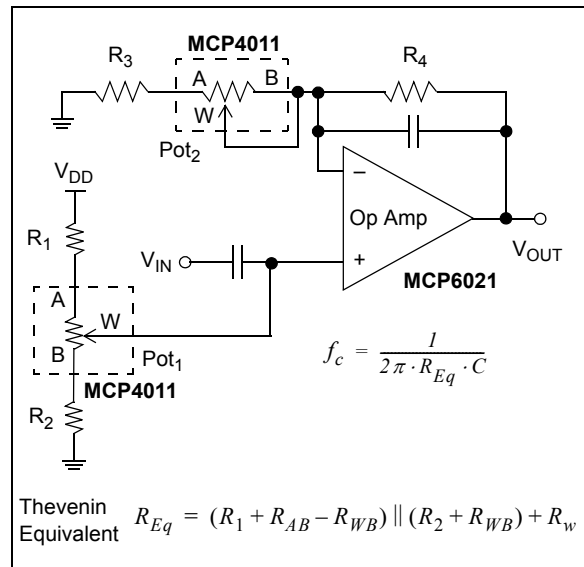 MCP4011
R3
A
B
W
R4
Pot2
VDD
R1
VIN
–
Op Amp
+
VOUT
MCP6021
A
W
B
Pot1
MCP4011
R2
fc = 1 / 2π · REq · C
Thevenin
Equivalent
REq = (R1 + RAB – RWB) || (R2 + RWB) + Rw